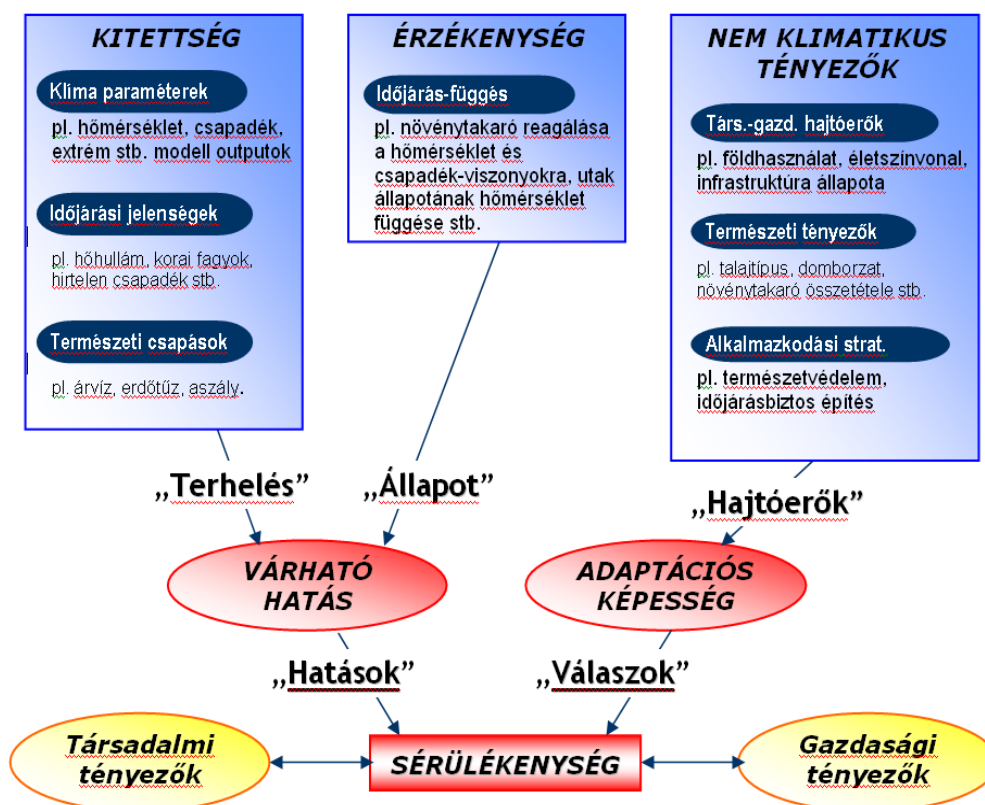 KITETTSÉG
Klíma paraméterek
pl. hőmérséklet, csapadék,
extrém stb. modell outputok
Időjárási jelenségek
pl. hőhullám, korai fagyok,
hirtelen csapadék stb.
Természeti csapások
pl. árvíz, erdőtűz, aszály.
ÉRZÉKENYSÉG
Időjárás-függés
pl. növénytakaró reagálása
a hőmérséklet és
csapadék-viszonyokra, utak
állapotának hőmérséklet
függése stb.
NEM KLIMATIKUS
TÉNYEZŐK
Társ.-gazd. hajtóerők
pl. földhasználat, életszínvonal,
infrastruktúra állapota
Természeti tényezők
pl. talajtípus, domborzat,
növénytakaró összetétele stb.
Alkalmazkodási strat.
pl. természetvédelem,
időjárásbiztos építés
„Terhelés”
„Állapot”
„Hajtóerők”
VÁRHATÓ
HATÁS
ADAPTÁCIÓS
KÉPESSÉG
„Hatások”
„Válaszok”
Társadalmi
tényezők
SÉRÜLÉKENYSÉG
Gazdasági
tényezők